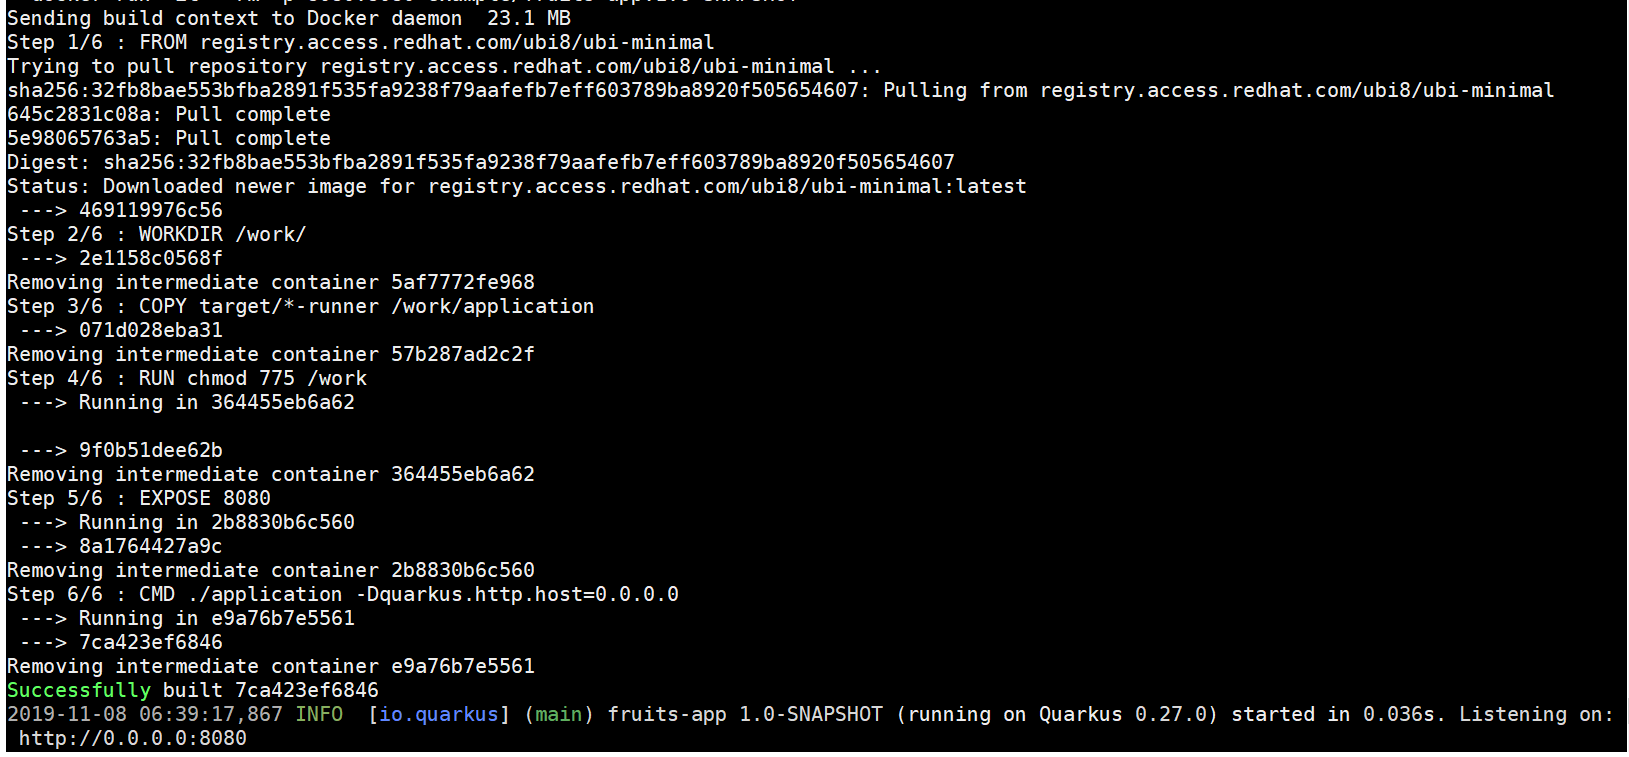 Sending build context to Docker daemon  23.1 MB
Step 1/6 : FROM registry.access.redhat.com/ubi8/ubi-minimal
Trying to pull repository registry.access.redhat.com/ubi8/ubi-minimal ...
sha256:32fb8bae553bfba2891f535fa9238f79aafefb7eff603789ba8920f505654607: Pulling from registry.access.redhat.com/ubi8/ubi-minimal
645c2831c08a: Pull complete
5e98065763a5: Pull complete
Digest: sha256:32fb8bae553bfba2891f535fa9238f79aafefb7eff603789ba8920f505654607
Status: Downloaded newer image for registry.access.redhat.com/ubi8/ubi-minimal:latest
 ---> 469119976c56
Step 2/6 : WORKDIR /work/
 ---> 2e1158c0568f
Removing intermediate container 5af7772fe968
Step 3/6 : COPY target/*-runner /work/application
 ---> 071d028eba31
Removing intermediate container 57b287ad2c2f
Step 4/6 : RUN chmod 775 /work
 ---> Running in 364455eb6a62
 ---> 9f0b51dee62b
Removing intermediate container 364455eb6a62
Step 5/6 : EXPOSE 8080
 ---> Running in 2b8830b6c560
 ---> 8a1764427a9c
Removing intermediate container 2b8830b6c560
Step 6/6 : CMD ./application -Dquarkus.http.host=0.0.0.0
 ---> Running in e9a76b7e5561
 ---> 7ca423ef6846
Removing intermediate container e9a76b7e5561
Successfully built 7ca423ef6846
2019-11-08 06:39:17,867 INFO  [io.quarkus] (main) fruits-app 1.0-SNAPSHOT (running on Quarkus 0.27.0) started in 0.036s. Listening on:
 http://0.0.0.0:8080